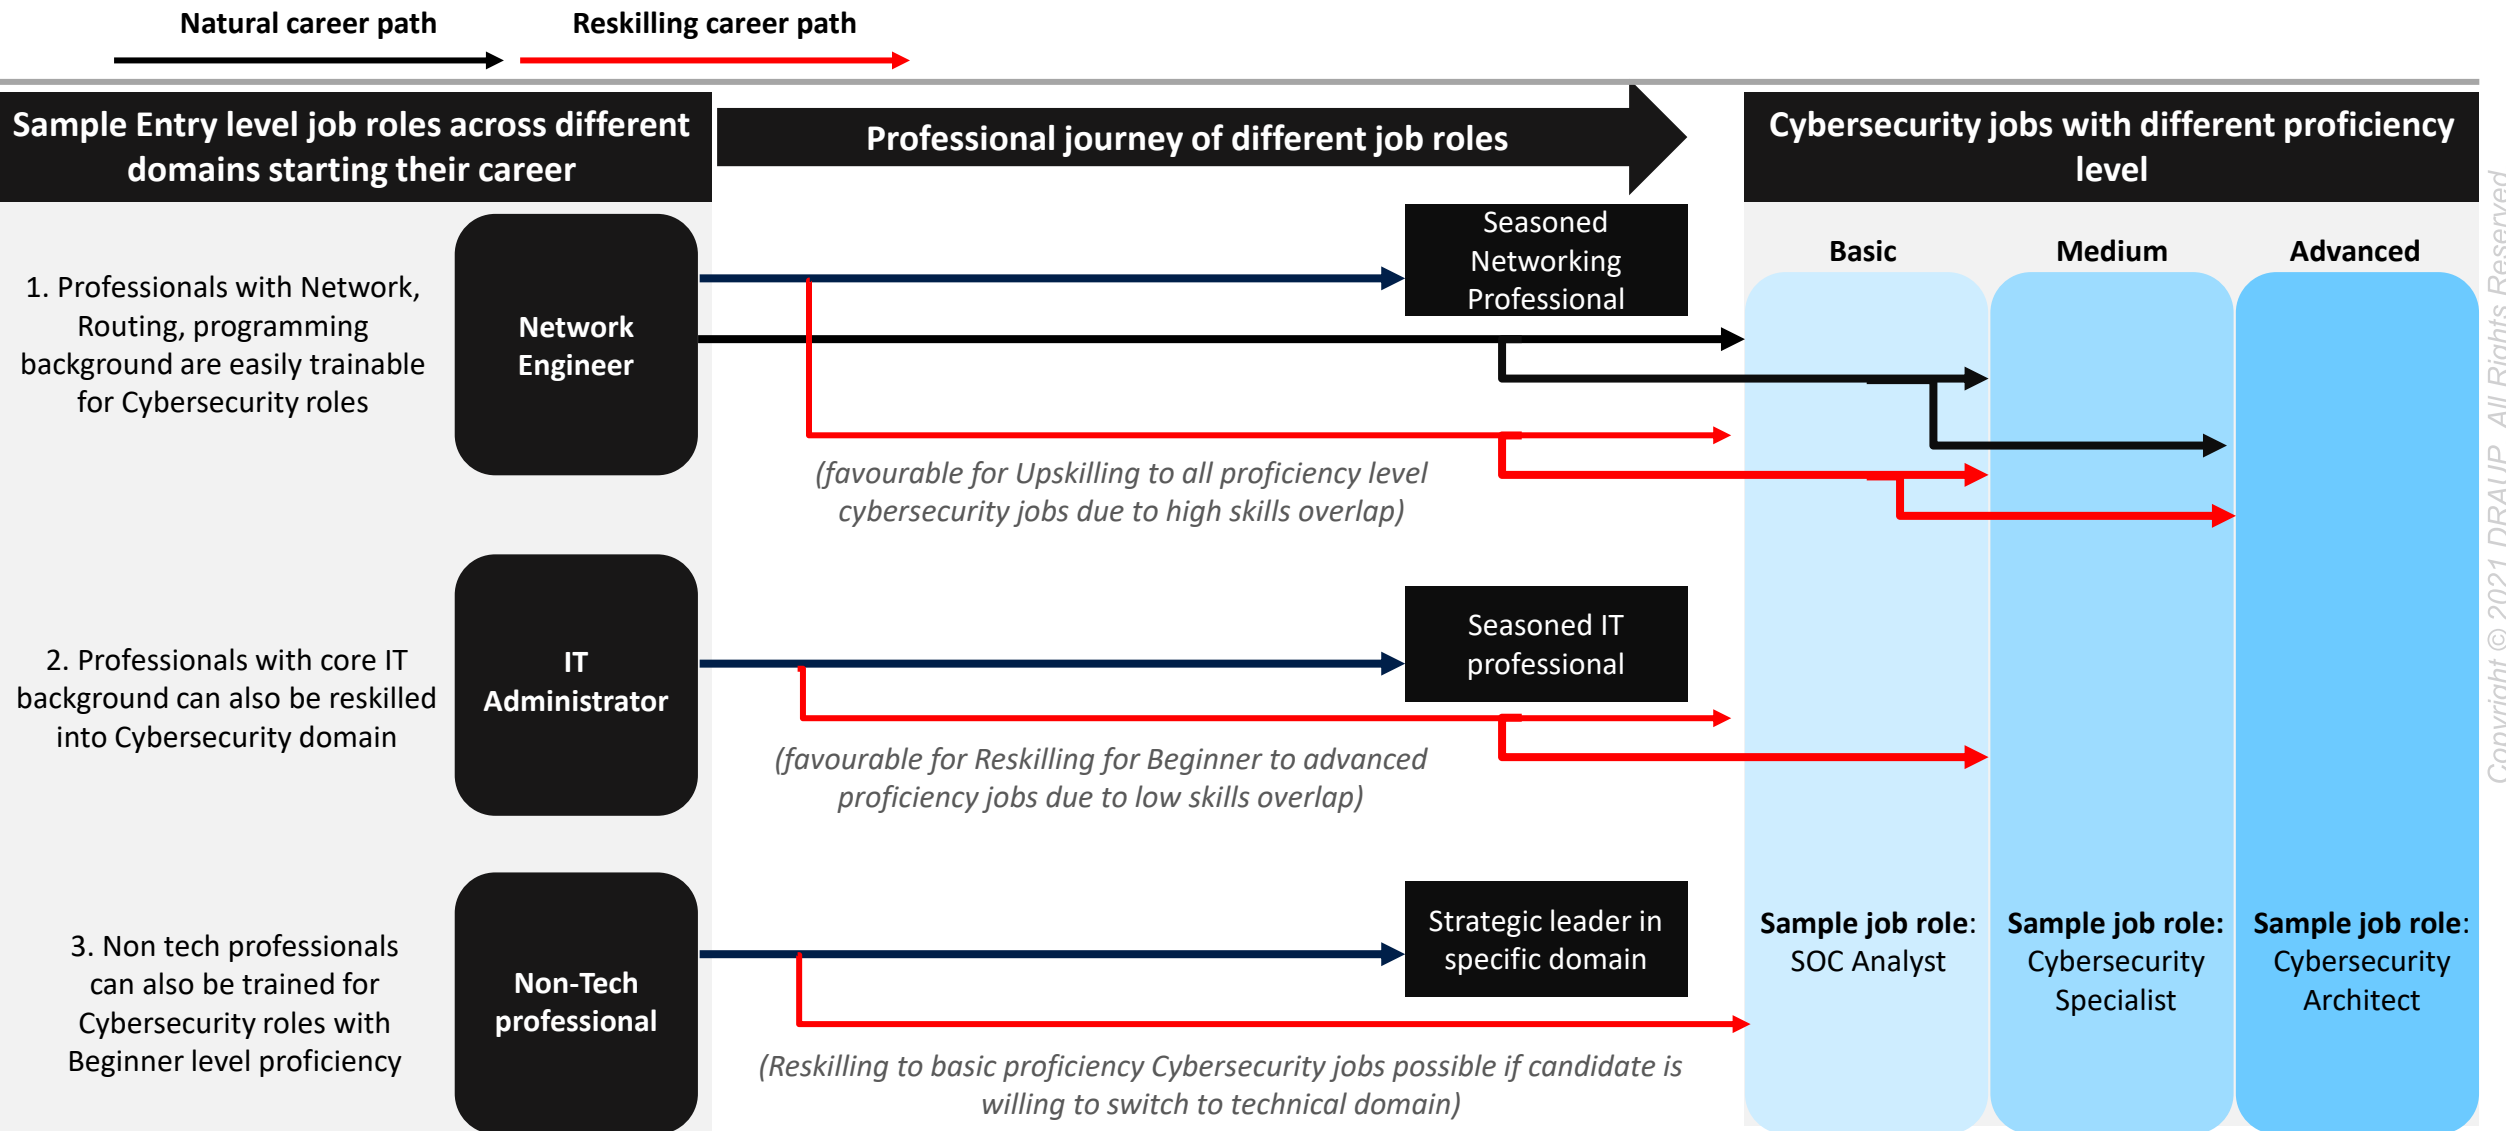 Natural career path
Reskilling career path
Sample Entry level job roles across different
domains starting their career
Professional journey of different job roles
Cybersecurity jobs with different proficiency
level
1. Professionals with Network,
Routing, programming
background are easily trainable
for Cybersecurity roles
Network
Engineer
Seasoned
Networking
Professional
Basic
Medium
Advanced
(favourable for Upskilling to all proficiency level
cybersecurity jobs due to high skills overlap)
2. Professionals with core IT
background can also be reskilled
into Cybersecurity domain
IT
Administrator
Seasoned IT
professional
(favourable for Reskilling for Beginner to advanced
proficiency jobs due to low skills overlap)
3. Non tech professionals
can also be trained for
Cybersecurity roles with
Beginner level proficiency
Non-Tech
professional
Strategic leader in
specific domain
(Reskilling to basic proficiency Cybersecurity jobs possible if candidate is
willing to switch to technical domain)
Sample job role:
SOC Analyst
Sample job role:
Cybersecurity
Specialist
Sample job role:
Cybersecurity
Architect
Copyright © 2021 DRAUP All Rights Reserved